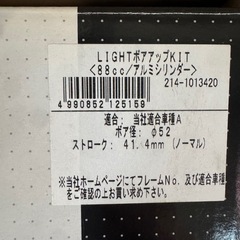 LIGHTボアアップKIT
<88cc/アルミシリンダー>
214-1013420
4 990852 125159
適合： 当社適合車種A
ボア径： φ52
ストローク： 41.4mm (ノーマル)
※当社ホームページにてフレームNo. 及び適合車種
をご確認の上お買い求め下さい。